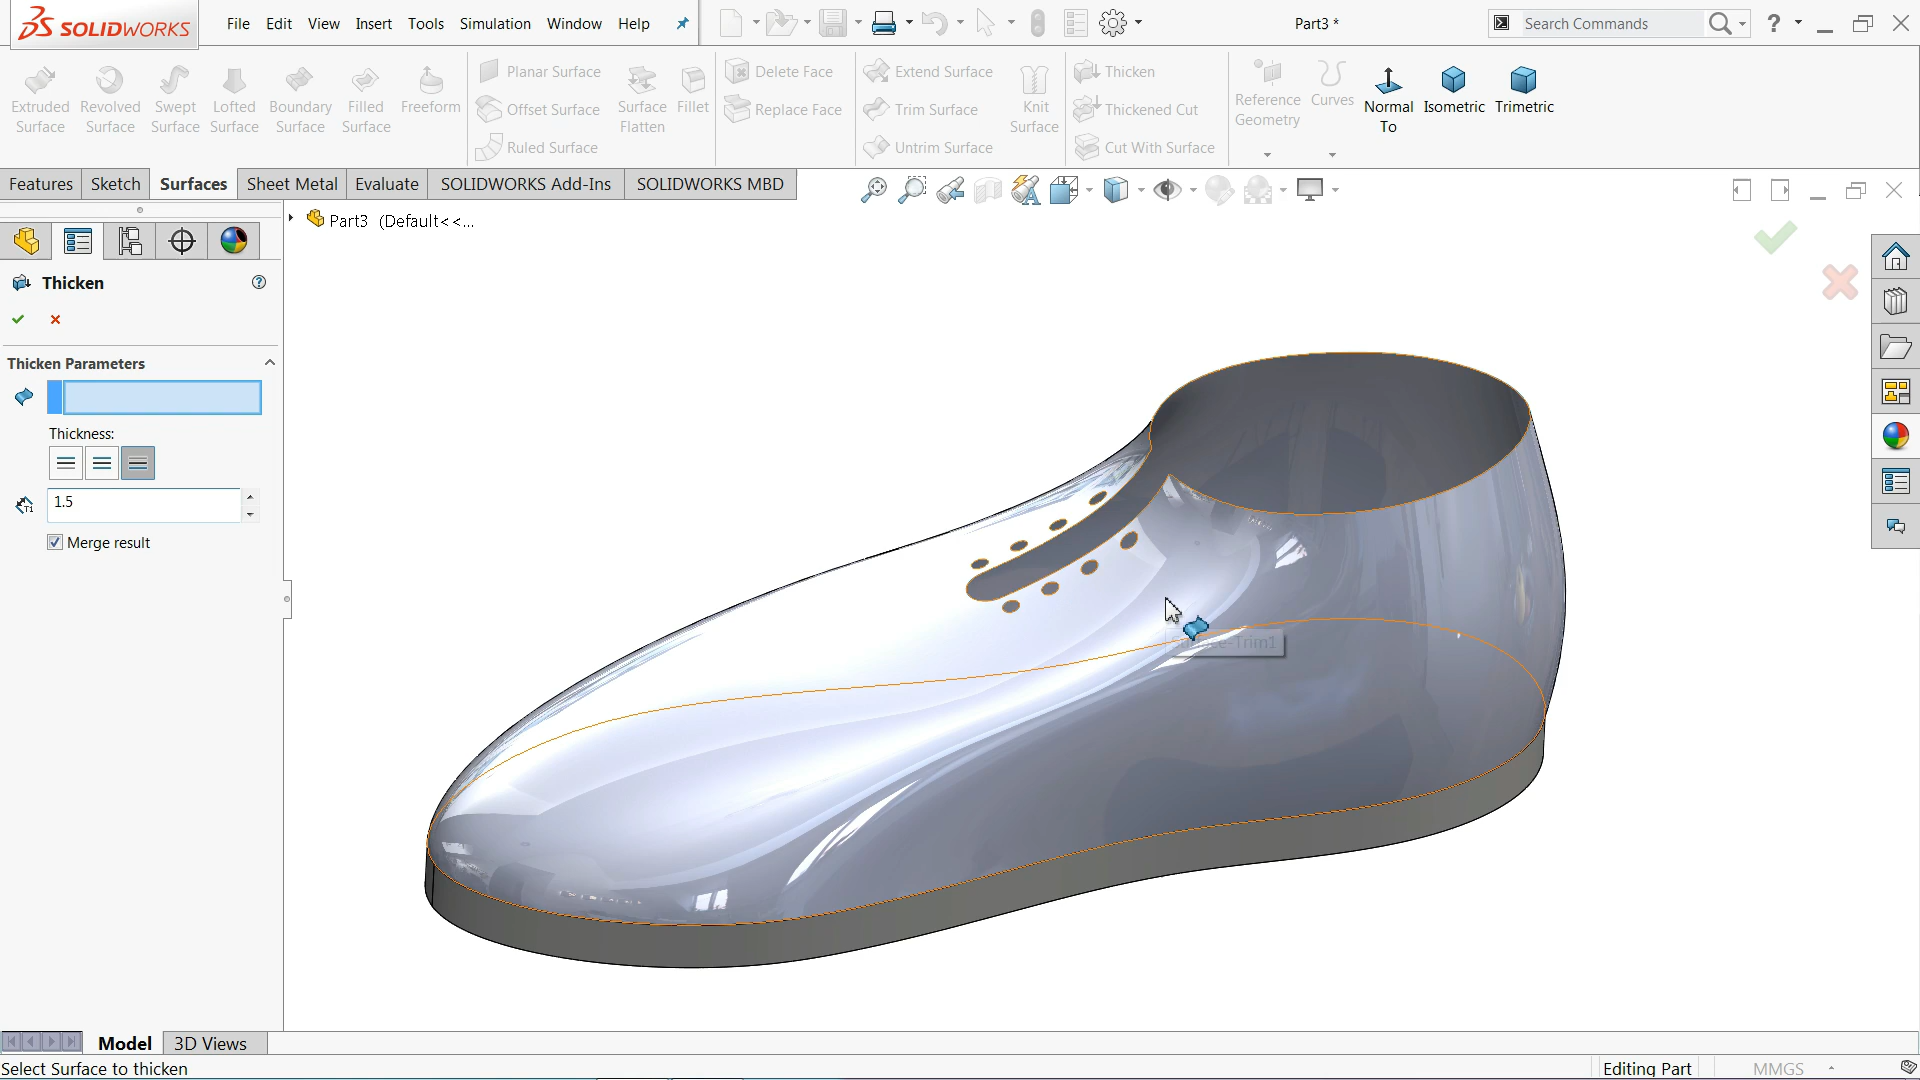 SOLIDWORKS
File Edit View Insert Tools Simulation Window Help
Part3 *
Search Commands
?
Extruded Surface
Revolved Surface
Swept Surface
Lofted Surface
Boundary Surface
Filled Surface
Freeform
Planar Surface
Offset Surface
Ruled Surface
Surface Flatten
Fillet
Delete Face
Replace Face
Extend Surface
Trim Surface
Untrim Surface
Knit Surface
Thicken
Thickened Cut
Cut With Surface
Reference Geometry
Curves
Normal To
Isometric
Trimetric
Features Sketch Surfaces Sheet Metal Evaluate SOLIDWORKS Add-Ins SOLIDWORKS MBD
Part3 (Default<<...
Thicken
?
Thicken Parameters
Thickness:
1.5
Merge result
Model 3D Views
Select Surface to thicken
Editing Part
MMGS